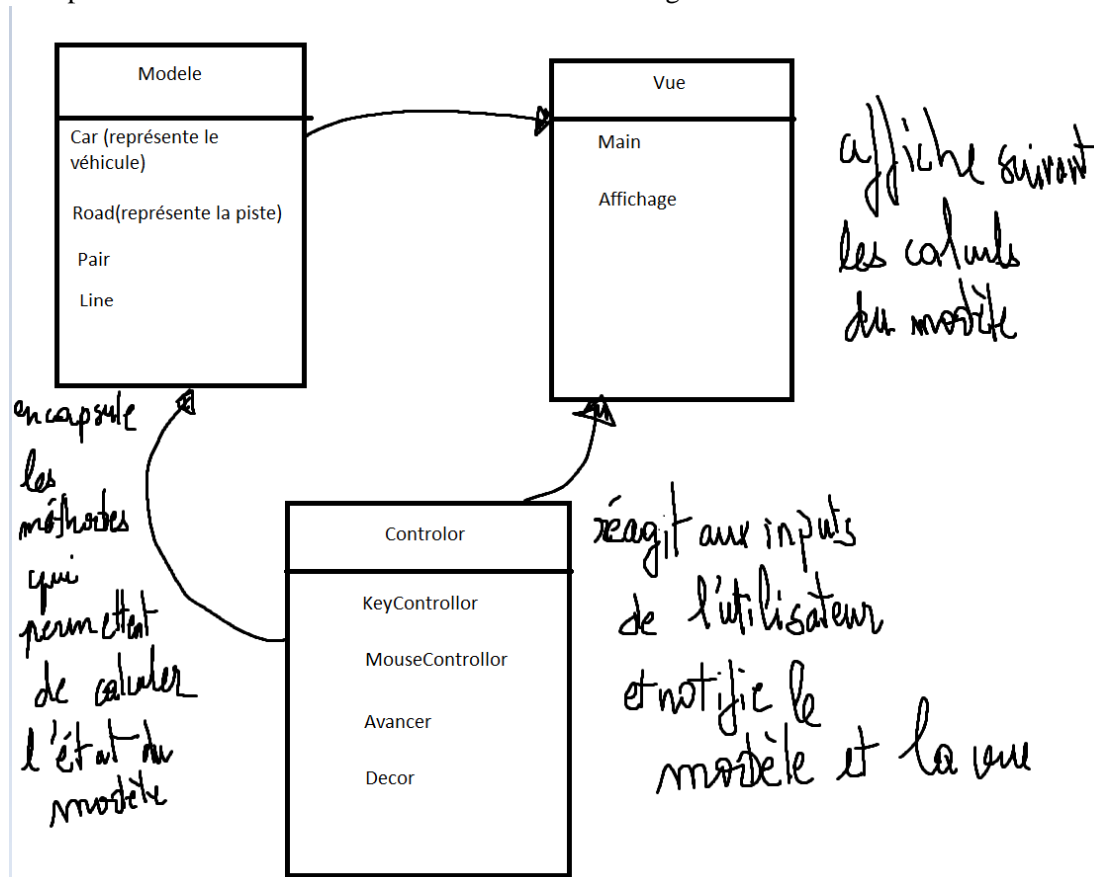 Modele
Car (représente le
véhicule)
Road(représente la piste)
Pair
Line
Vue
Main
Affichage
affiche suivant
les calculs
du modèle
encapsule
les
méthodes
qui
permettent
de calculer
l'état du
modèle
Controlor
KeyControllor
MouseControllor
Avancer
Decor
réagit aux inputs
de l'utilisateur
et notifie le
modèle et la vue